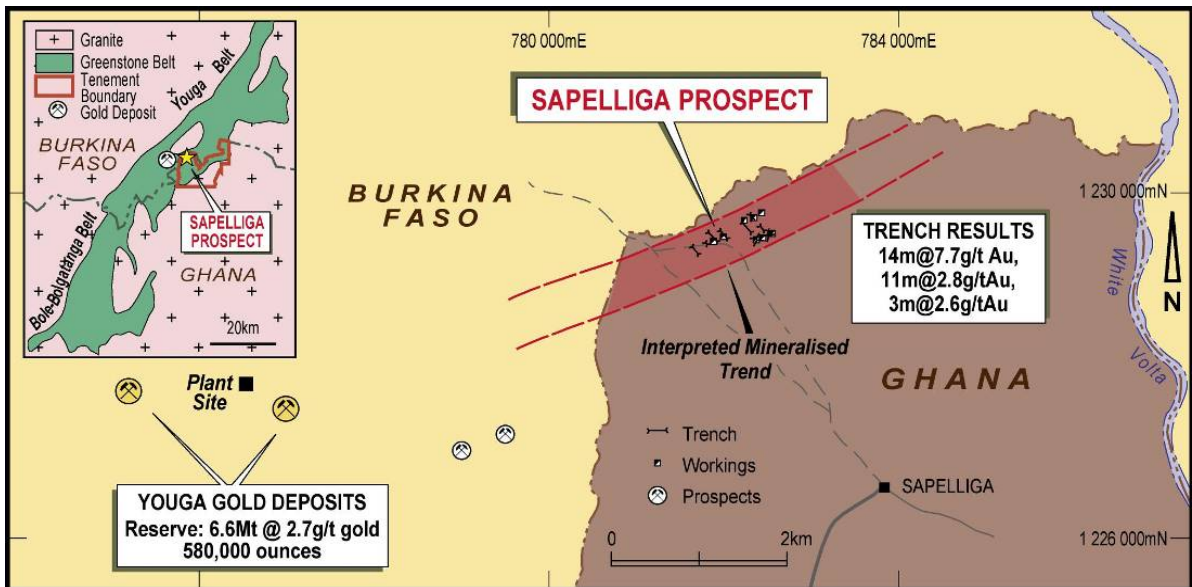 Granite
Greenstone Belt
Tenement
Boundary
Gold Deposit
Youga Belt
BURKINA
FASO
SAPELLIGA
PROSPECT
GHANA
Bole-Bolgatanga Belt
20km
780 000mE
784 000mE
SAPELLIGA PROSPECT
BURKINA
FASO
1 230 000mN
TRENCH RESULTS
14m@7.7g/t Au,
11m@2.8g/tAu,
3m@2.6g/tAu
White
Volta
N
Interpreted Mineralised
Trend
GHANA
Plant
Site
Trench
Workings
Prospects
SAPELLIGA
YOUGA GOLD DEPOSITS
Reserve: 6.6Mt @ 2.7g/t gold
580,000 ounces
0
2km
1 226 000mN